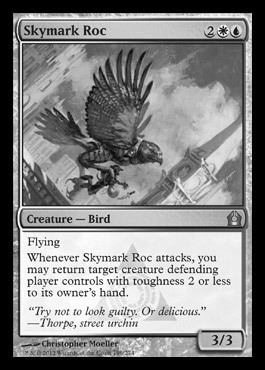 Skymark Roc 2
Creature — Bird
Flying
Whenever Skymark Roc attacks, you
may return target creature defending
player controls with toughness 2 or less
to its owner's hand.
"Try not to look guilty. Or delicious."
—Thorpe, street urchin
3/3
Christopher Moeller